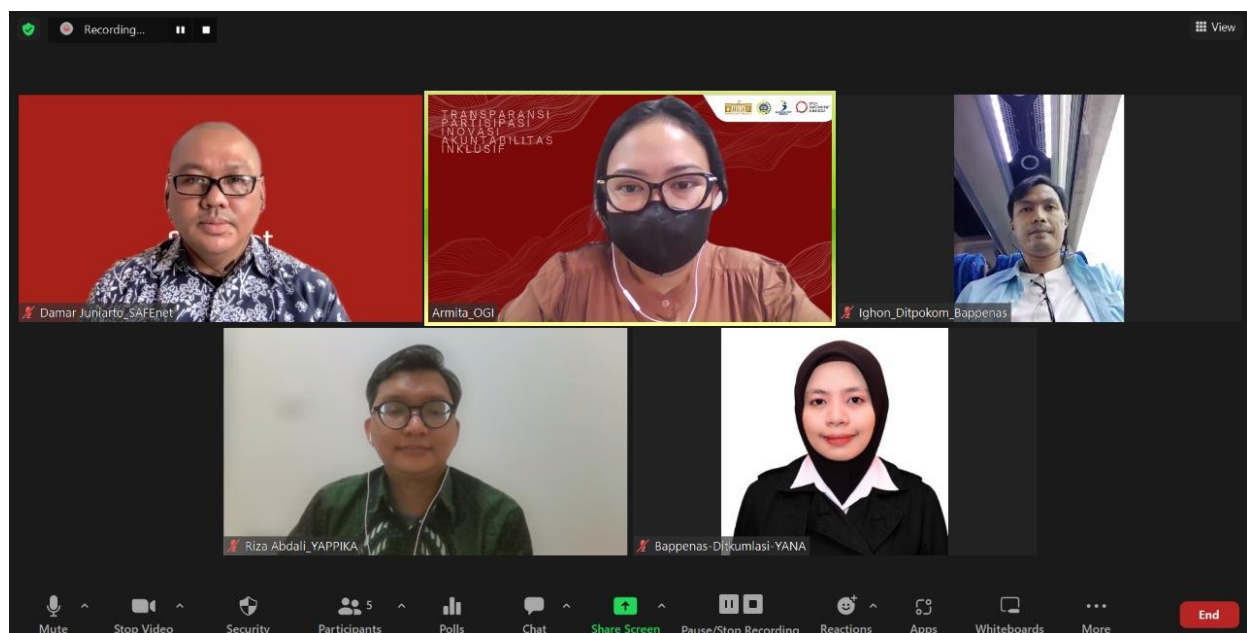 Recording...
View
TRANSPARANSI
PARTISIPASI
INOVASI
AKUNTABILITAS
INKLUSIF
Damar Juniarto_SAFEnet
Armita_OGI
Ighon_Ditpokom_Bappenas
Riza Abdali_YAPPIKA
Bappenas-Ditkumlasi-YANA
Mute
Stop Video
Security
5
Participants
Polls
Chat
Share Screen
Pause/Stop Recording
Reactions
Apps
Whiteboards
More
End